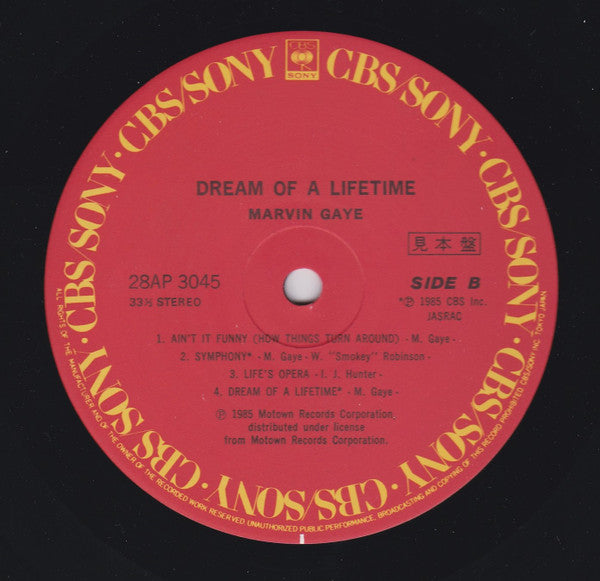 CBS/SONY · CBS/SONY · CBS/SONY · CBS/SONY · CBS/SONY · CBS/SONY · CBS/SONY · CBS/SONY
CBS
SONY
DREAM OF A LIFETIME
MARVIN GAYE
見本盤
28AP 3045
SIDE B
33⅓ STEREO
*Ⓟ 1985 CBS Inc.
JASRAC
1. AIN'T IT FUNNY (HOW THINGS TURN AROUND) - M. Gaye -
2. SYMPHONY* - M. Gaye - W. "Smokey" Robinson -
3. LIFE'S OPERA - I. J. Hunter -
4. DREAM OF A LIFETIME* - M. Gaye -
Ⓟ 1985 Motown Records Corporation,
distributed under license
from Motown Records Corporation.
ALL RIGHTS OF THE MANUFACTURER AND OF THE OWNER OF THE RECORDED WORK RESERVED. UNAUTHORIZED PUBLIC PERFORMANCE, BROADCASTING AND COPYING OF THIS RECORD PROHIBITED. CBS/SONY INC. TOKYO JAPAN.